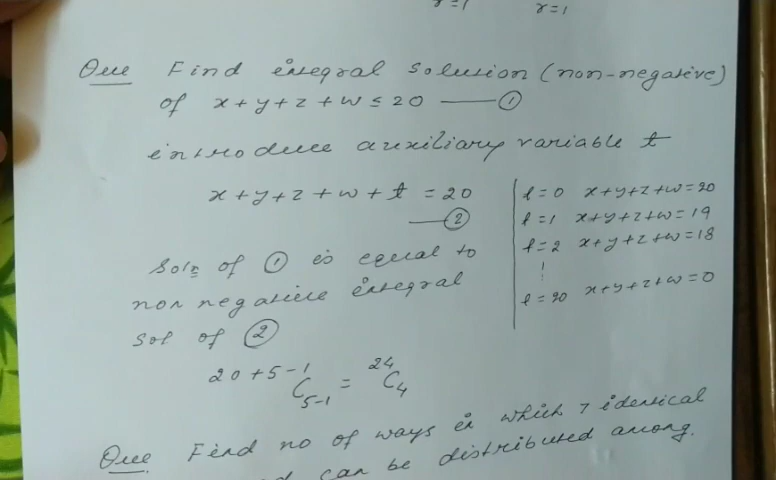 r=1 r=1
Que Find integral solution (non-negative)
of x+y+z+w ≤ 20 — ①
introduce auxiliary variable t
x+y+z+w+t = 20
— ②
t=0 x+y+z+w=20
t=1 x+y+z+w=19
t=2 x+y+z+w=18
⋮
t=20 x+y+z+w=0
Soln of ① is equal to
non negative integral
sol of ②
²⁰⁺⁵⁻¹C₅₋₁ = ²⁴C₄
Que Find no of ways in which 7 identical
can be distributed among.